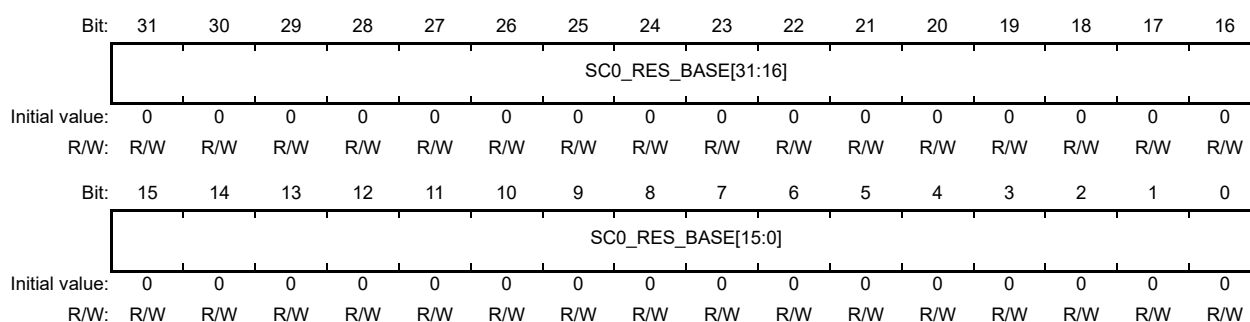 Bit: 31 30 29 28 27 26 25 24 23 22 21 20 19 18 17 16
SC0_RES_BASE[31:16]
Initial value: 0 0 0 0 0 0 0 0 0 0 0 0 0 0 0 0
R/W: R/W R/W R/W R/W R/W R/W R/W R/W R/W R/W R/W R/W R/W R/W R/W R/W
Bit: 15 14 13 12 11 10 9 8 7 6 5 4 3 2 1 0
SC0_RES_BASE[15:0]
Initial value: 0 0 0 0 0 0 0 0 0 0 0 0 0 0 0 0
R/W: R/W R/W R/W R/W R/W R/W R/W R/W R/W R/W R/W R/W R/W R/W R/W R/W